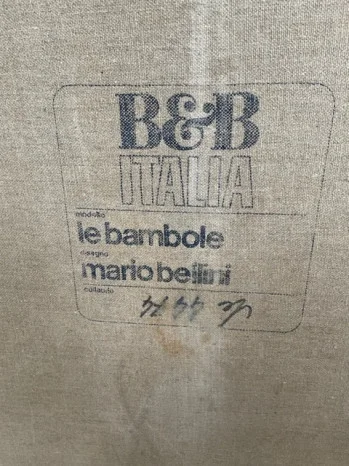 B&B
ITALIA
modello
le bambole
disegno
mario bellini
collaudo